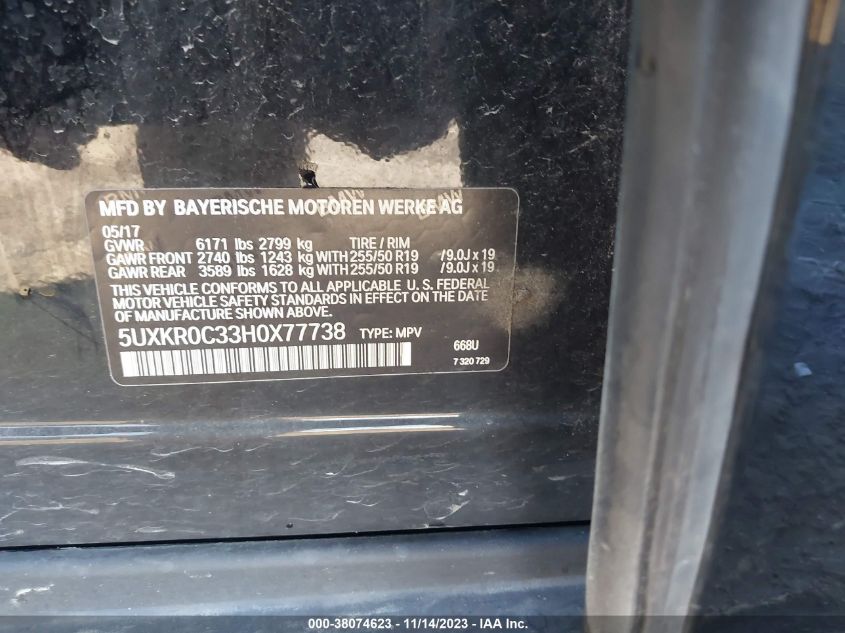 MFD BY BAYERISCHE MOTOREN WERKE AG
05/17
GVWR 6171 lbs 2799 kg TIRE / RIM
GAWR FRONT 2740 lbs 1243 kg WITH 255/50 R19 /9.0J x 19
GAWR REAR 3589 lbs 1628 kg WITH 255/50 R19 /9.0J x 19
THIS VEHICLE CONFORMS TO ALL APPLICABLE U. S. FEDERAL
MOTOR VEHICLE SAFETY STANDARDS IN EFFECT ON THE DATE
OF MANUFACTURE SHOWN ABOVE.
5UXKR0C33H0X77738 TYPE: MPV 668U
7 320 729
000-38074623 - 11/14/2023 - IAA Inc.